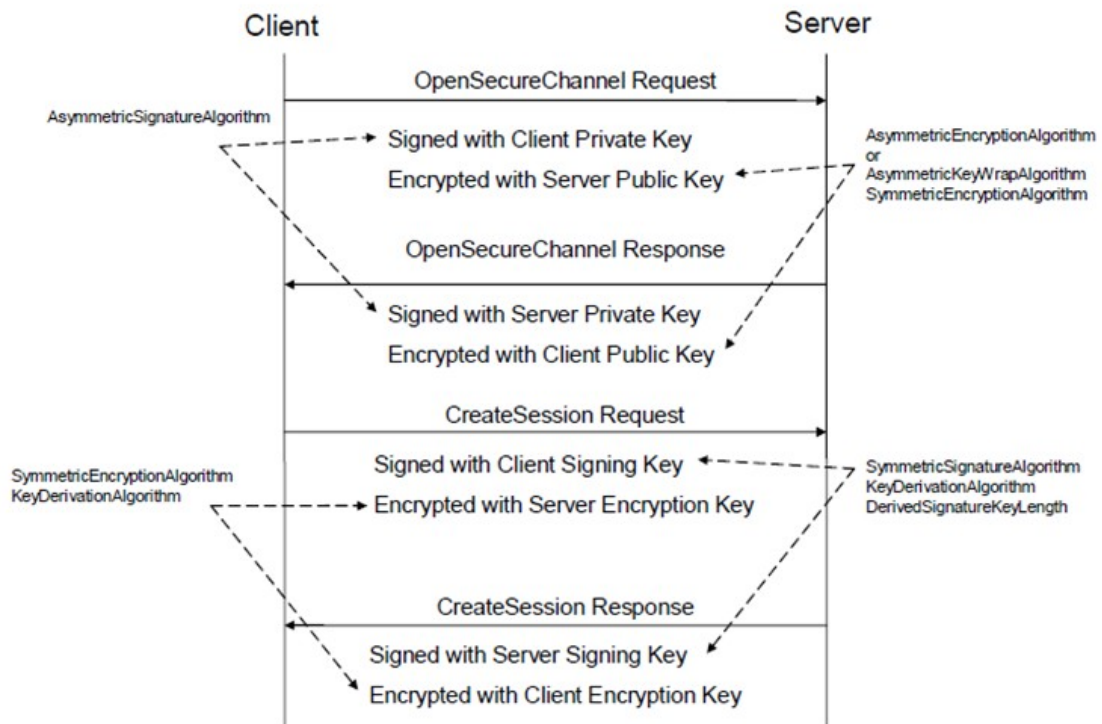 Client
Server
OpenSecureChannel Request
AsymmetricSignatureAlgorithm
Signed with Client Private Key
Encrypted with Server Public Key
AsymmetricEncryptionAlgorithm
or
AsymmetricKeyWrapAlgorithm
SymmetricEncryptionAlgorithm
OpenSecureChannel Response
Signed with Server Private Key
Encrypted with Client Public Key
CreateSession Request
SymmetricEncryptionAlgorithm
KeyDerivationAlgorithm
Signed with Client Signing Key
Encrypted with Server Encryption Key
SymmetricSignatureAlgorithm
KeyDerivationAlgorithm
DerivedSignatureKeyLength
CreateSession Response
Signed with Server Signing Key
Encrypted with Client Encryption Key